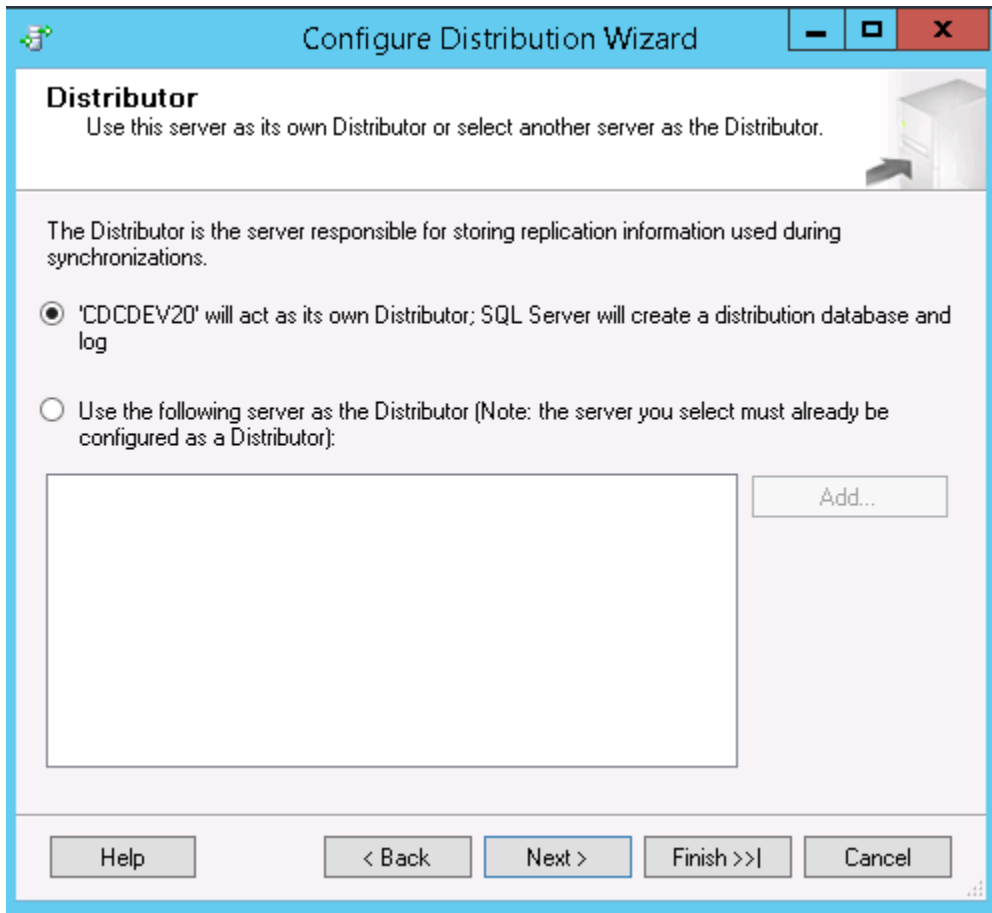 Configure Distribution Wizard
Distributor
Use this server as its own Distributor or select another server as the Distributor.
The Distributor is the server responsible for storing replication information used during
synchronizations.
'CDCDEV20' will act as its own Distributor; SQL Server will create a distribution database and
log
Use the following server as the Distributor (Note: the server you select must already be
configured as a Distributor):
Add...
Help
< Back
Next >
Finish >>|
Cancel